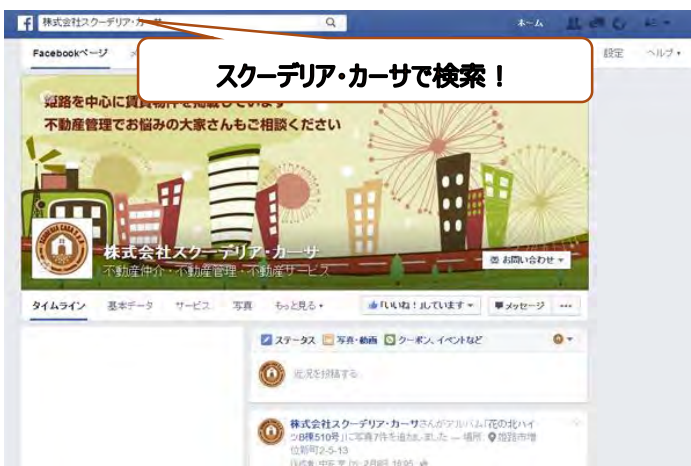 株式会社スクーデリア・カーサ
ホーム
Facebookページ
設定 ヘルプ
スクーデリア・カーサで検索！
姫路を中心に賃貸物件を掲載しています
不動産管理でお悩みの大家さんもご相談ください
株式会社スクーデリア・カーサ
不動産仲介・不動産管理・不動産サービス
お問い合わせ
タイムライン 基本データ サービス 写真 もっと見る
「いいね！」しています メッセージ
ステータス 写真・動画 クーポン、イベントなど
近況を投稿する
株式会社スクーデリア・カーサさんがアルバム「花の北ハイ
ツB棟510号」に写真7件を追加しました — 場所: 姫路市増
位新町2-5-13
2月8日 16:05